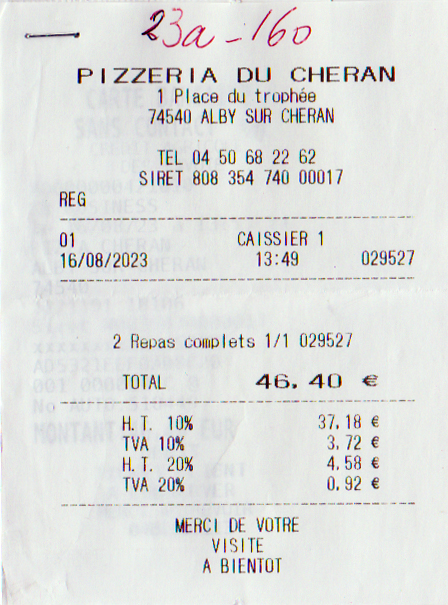 23a-160
PIZZERIA DU CHERAN
1 Place du trophée
74540 ALBY SUR CHERAN
TEL 04 50 68 22 62
SIRET 808 354 740 00017
REG
01 CAISSIER 1
16/08/2023 13:49 029527
2 Repas complets 1/1 029527
TOTAL 46,40 €
H.T. 10% 37,18 €
TVA 10% 3,72 €
H.T. 20% 4,58 €
TVA 20% 0,92 €
MERCI DE VOTRE
VISITE
A BIENTOT